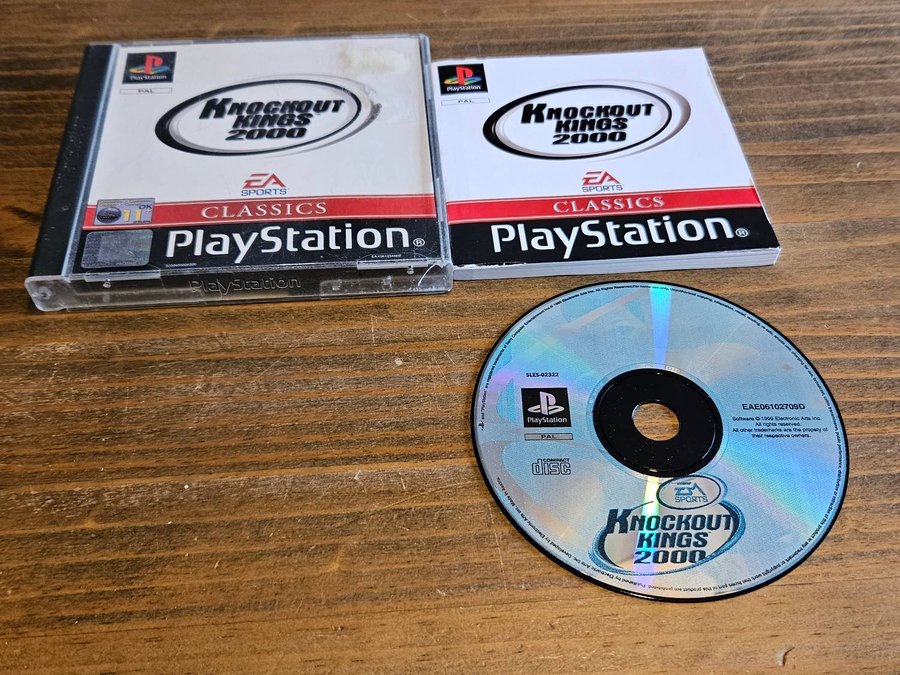 PlayStation
PAL
KNOCKOUT
KINGS
2000
EA
SPORTS
CLASSICS
11
OK
PlayStation®
PlayStation
PlayStation
PAL
KNOCKOUT
KINGS
2000
EA
SPORTS
CLASSICS
PlayStation®
SLES-02322
PlayStation
PAL
COMPACT
disc
EAE06102709D
Software © 1999 Electronic Arts Inc.
All rights reserved.
All other trademarks are the property of
their respective owners.
EA
SPORTS
KNOCKOUT
KINGS
2000